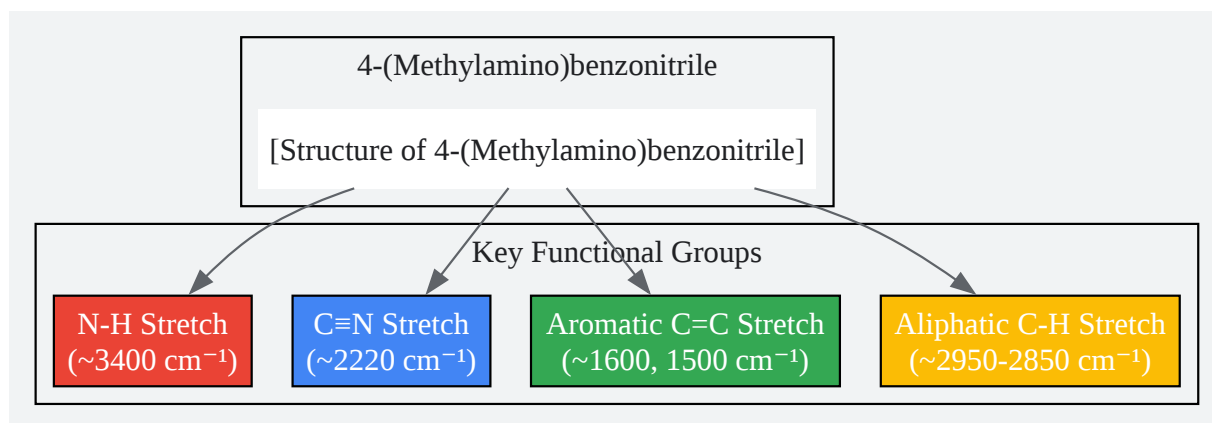 4-(Methylamino)benzonitrile
[Structure of 4-(Methylamino)benzonitrile]
Key Functional Groups
N-H Stretch
(~3400 cm⁻¹)
C≡N Stretch
(~2220 cm⁻¹)
Aromatic C=C Stretch
(~1600, 1500 cm⁻¹)
Aliphatic C-H Stretch
(~2950-2850 cm⁻¹)